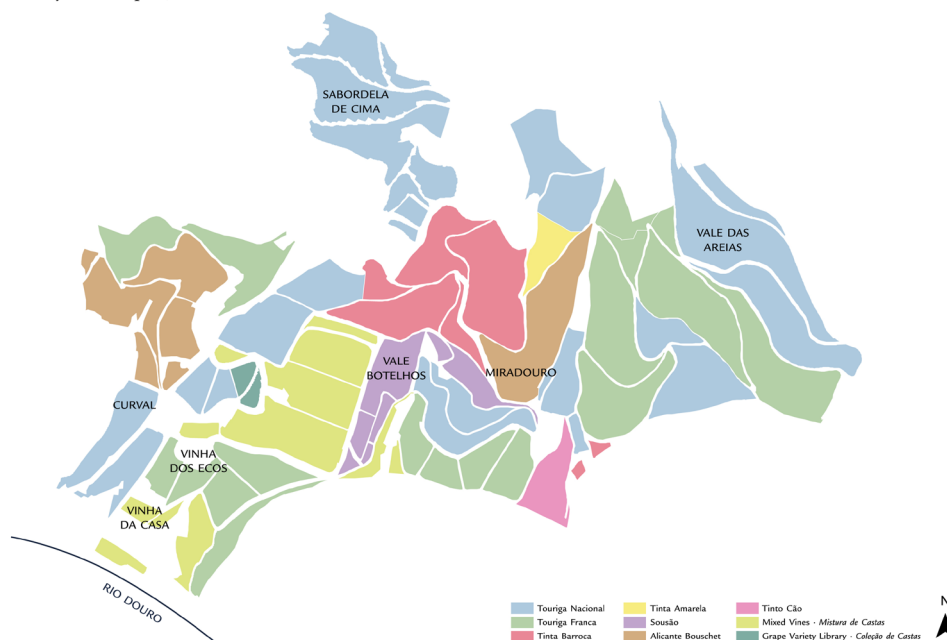 SABORDELA
DE CIMA
VALE DAS
AREIAS
VALE
BOTELHOS
MIRADOURO
CURVAL
VINHA
DOS ECOS
VINHA
DA CASA
RIO DOURO
N
Touriga Nacional
Touriga Franca
Tinta Barroca
Tinta Amarela
Sousão
Alicante Bouschet
Tinto Cão
Mixed Vines · Mistura de Castas
Grape Variety Library · Coleção de Castas